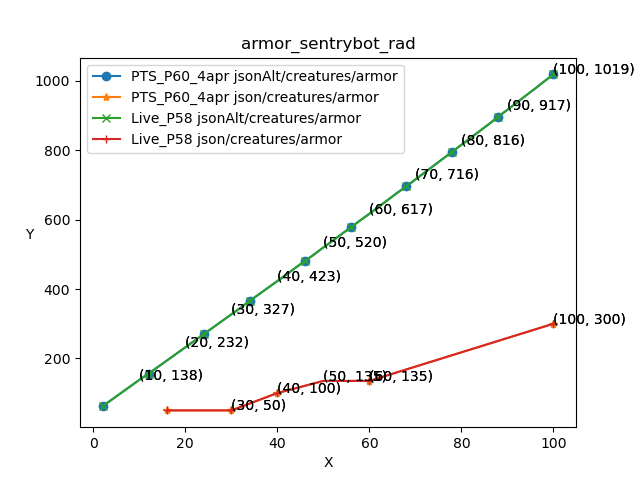 armor_sentrybot_rad
PTS_P60_4apr jsonAlt/creatures/armor
PTS_P60_4apr json/creatures/armor
Live_P58 jsonAlt/creatures/armor
Live_P58 json/creatures/armor
Y
1000
800
600
400
200
(100, 1019)
(90, 917)
(80, 816)
(70, 716)
(60, 617)
(50, 520)
(40, 423)
(30, 327)
(20, 232)
(10, 138)
(100, 300)
(50, 135)
(60, 135)
(40, 100)
(30, 50)
0 20 40 60 80 100
X